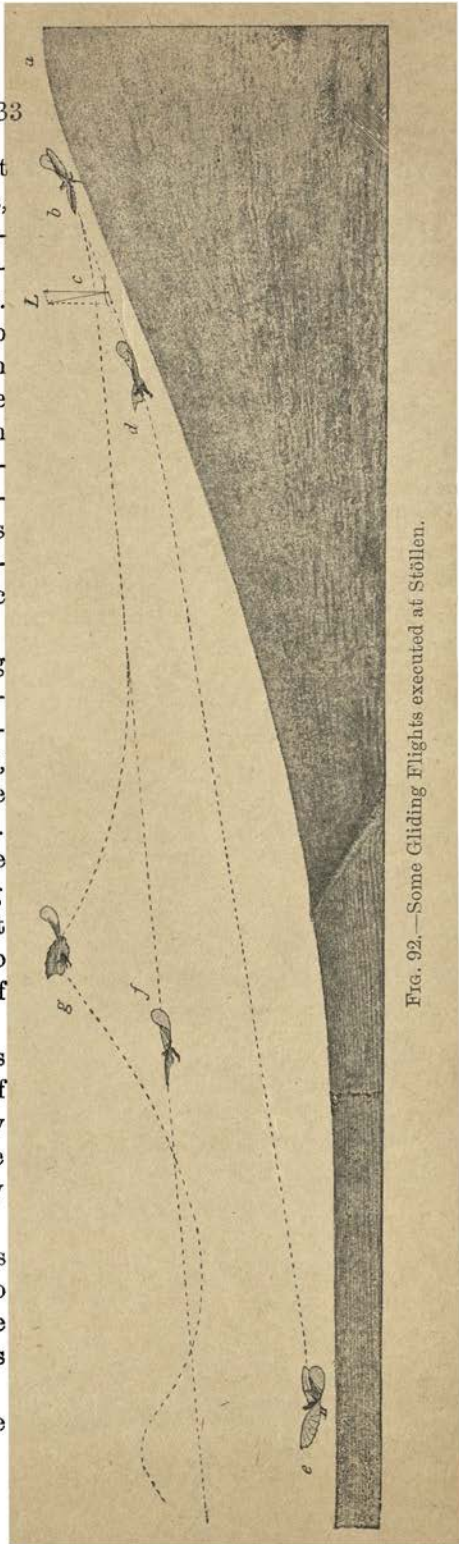 33
a
b
L
c
d
g
f
e
FIG. 92.—Some Gliding Flights executed at Stöllen.